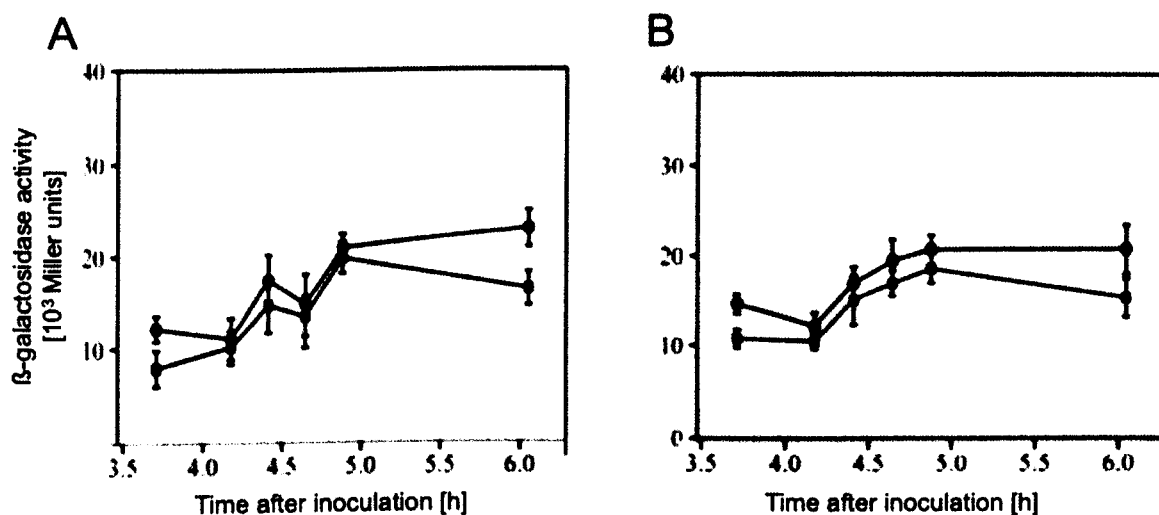 A
B
ß-galactosidase activity
[10³ Miller units]
40
30
20
10
3.5 4.0 4.5 5.0 5.5 6.0
Time after inoculation [h]
40
30
20
10
0
3.5 4.0 4.5 5.0 5.5 6.0
Time after inoculation [h]